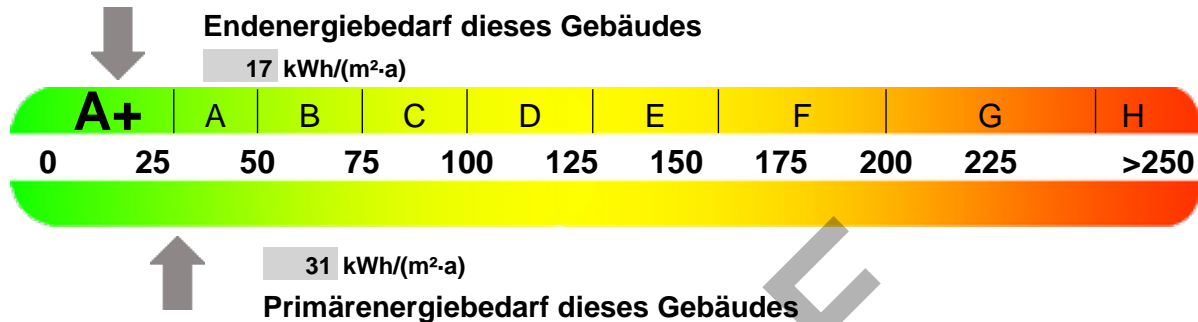 Endenergiebedarf dieses Gebäudes
17 kWh/(m²·a)
A+ A B C D E F G H
0 25 50 75 100 125 150 175 200 225 >250
31 kWh/(m²·a)
Primärenergiebedarf dieses Gebäudes